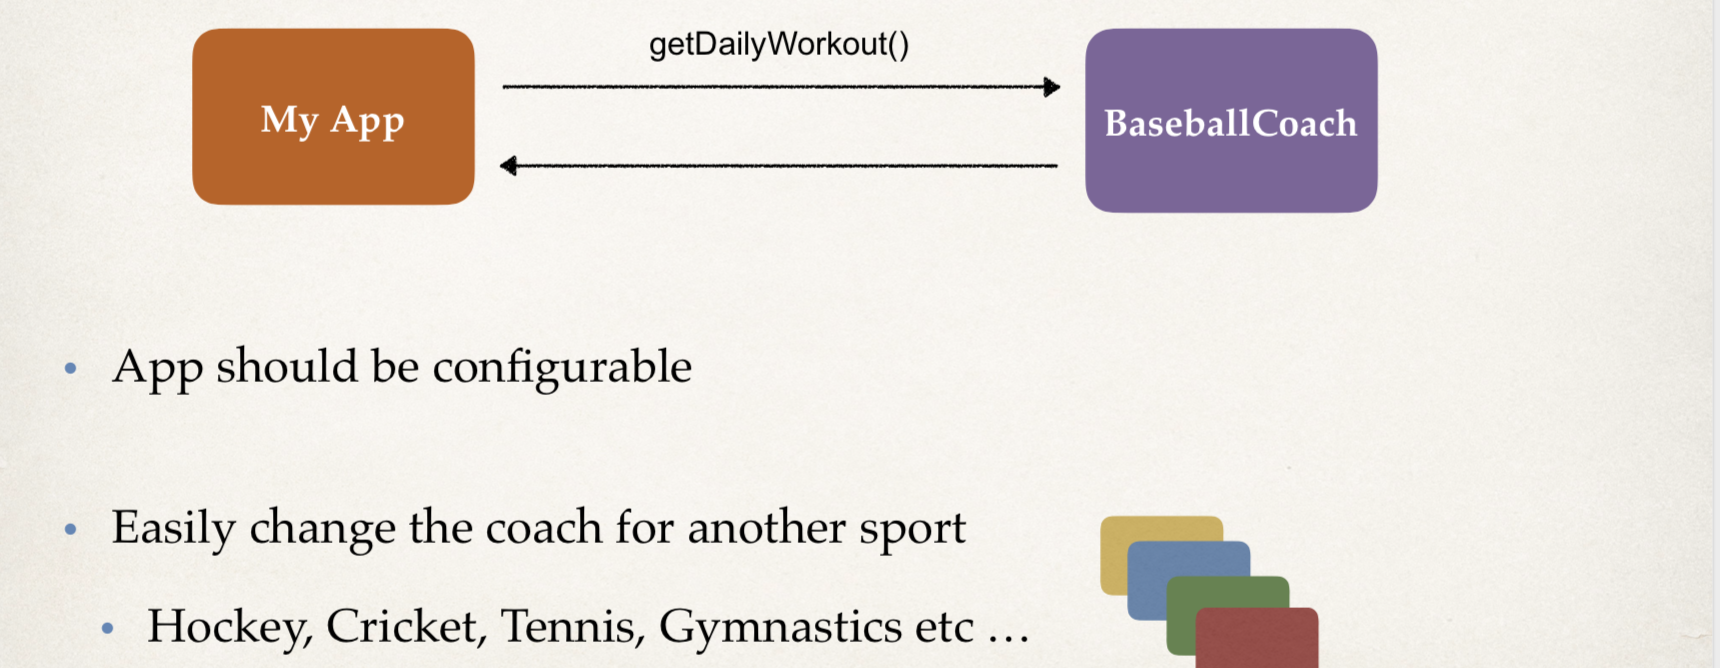 getDailyWorkout()
My App
BaseballCoach
• App should be configurable
• Easily change the coach for another sport
• Hockey, Cricket, Tennis, Gymnastics etc …